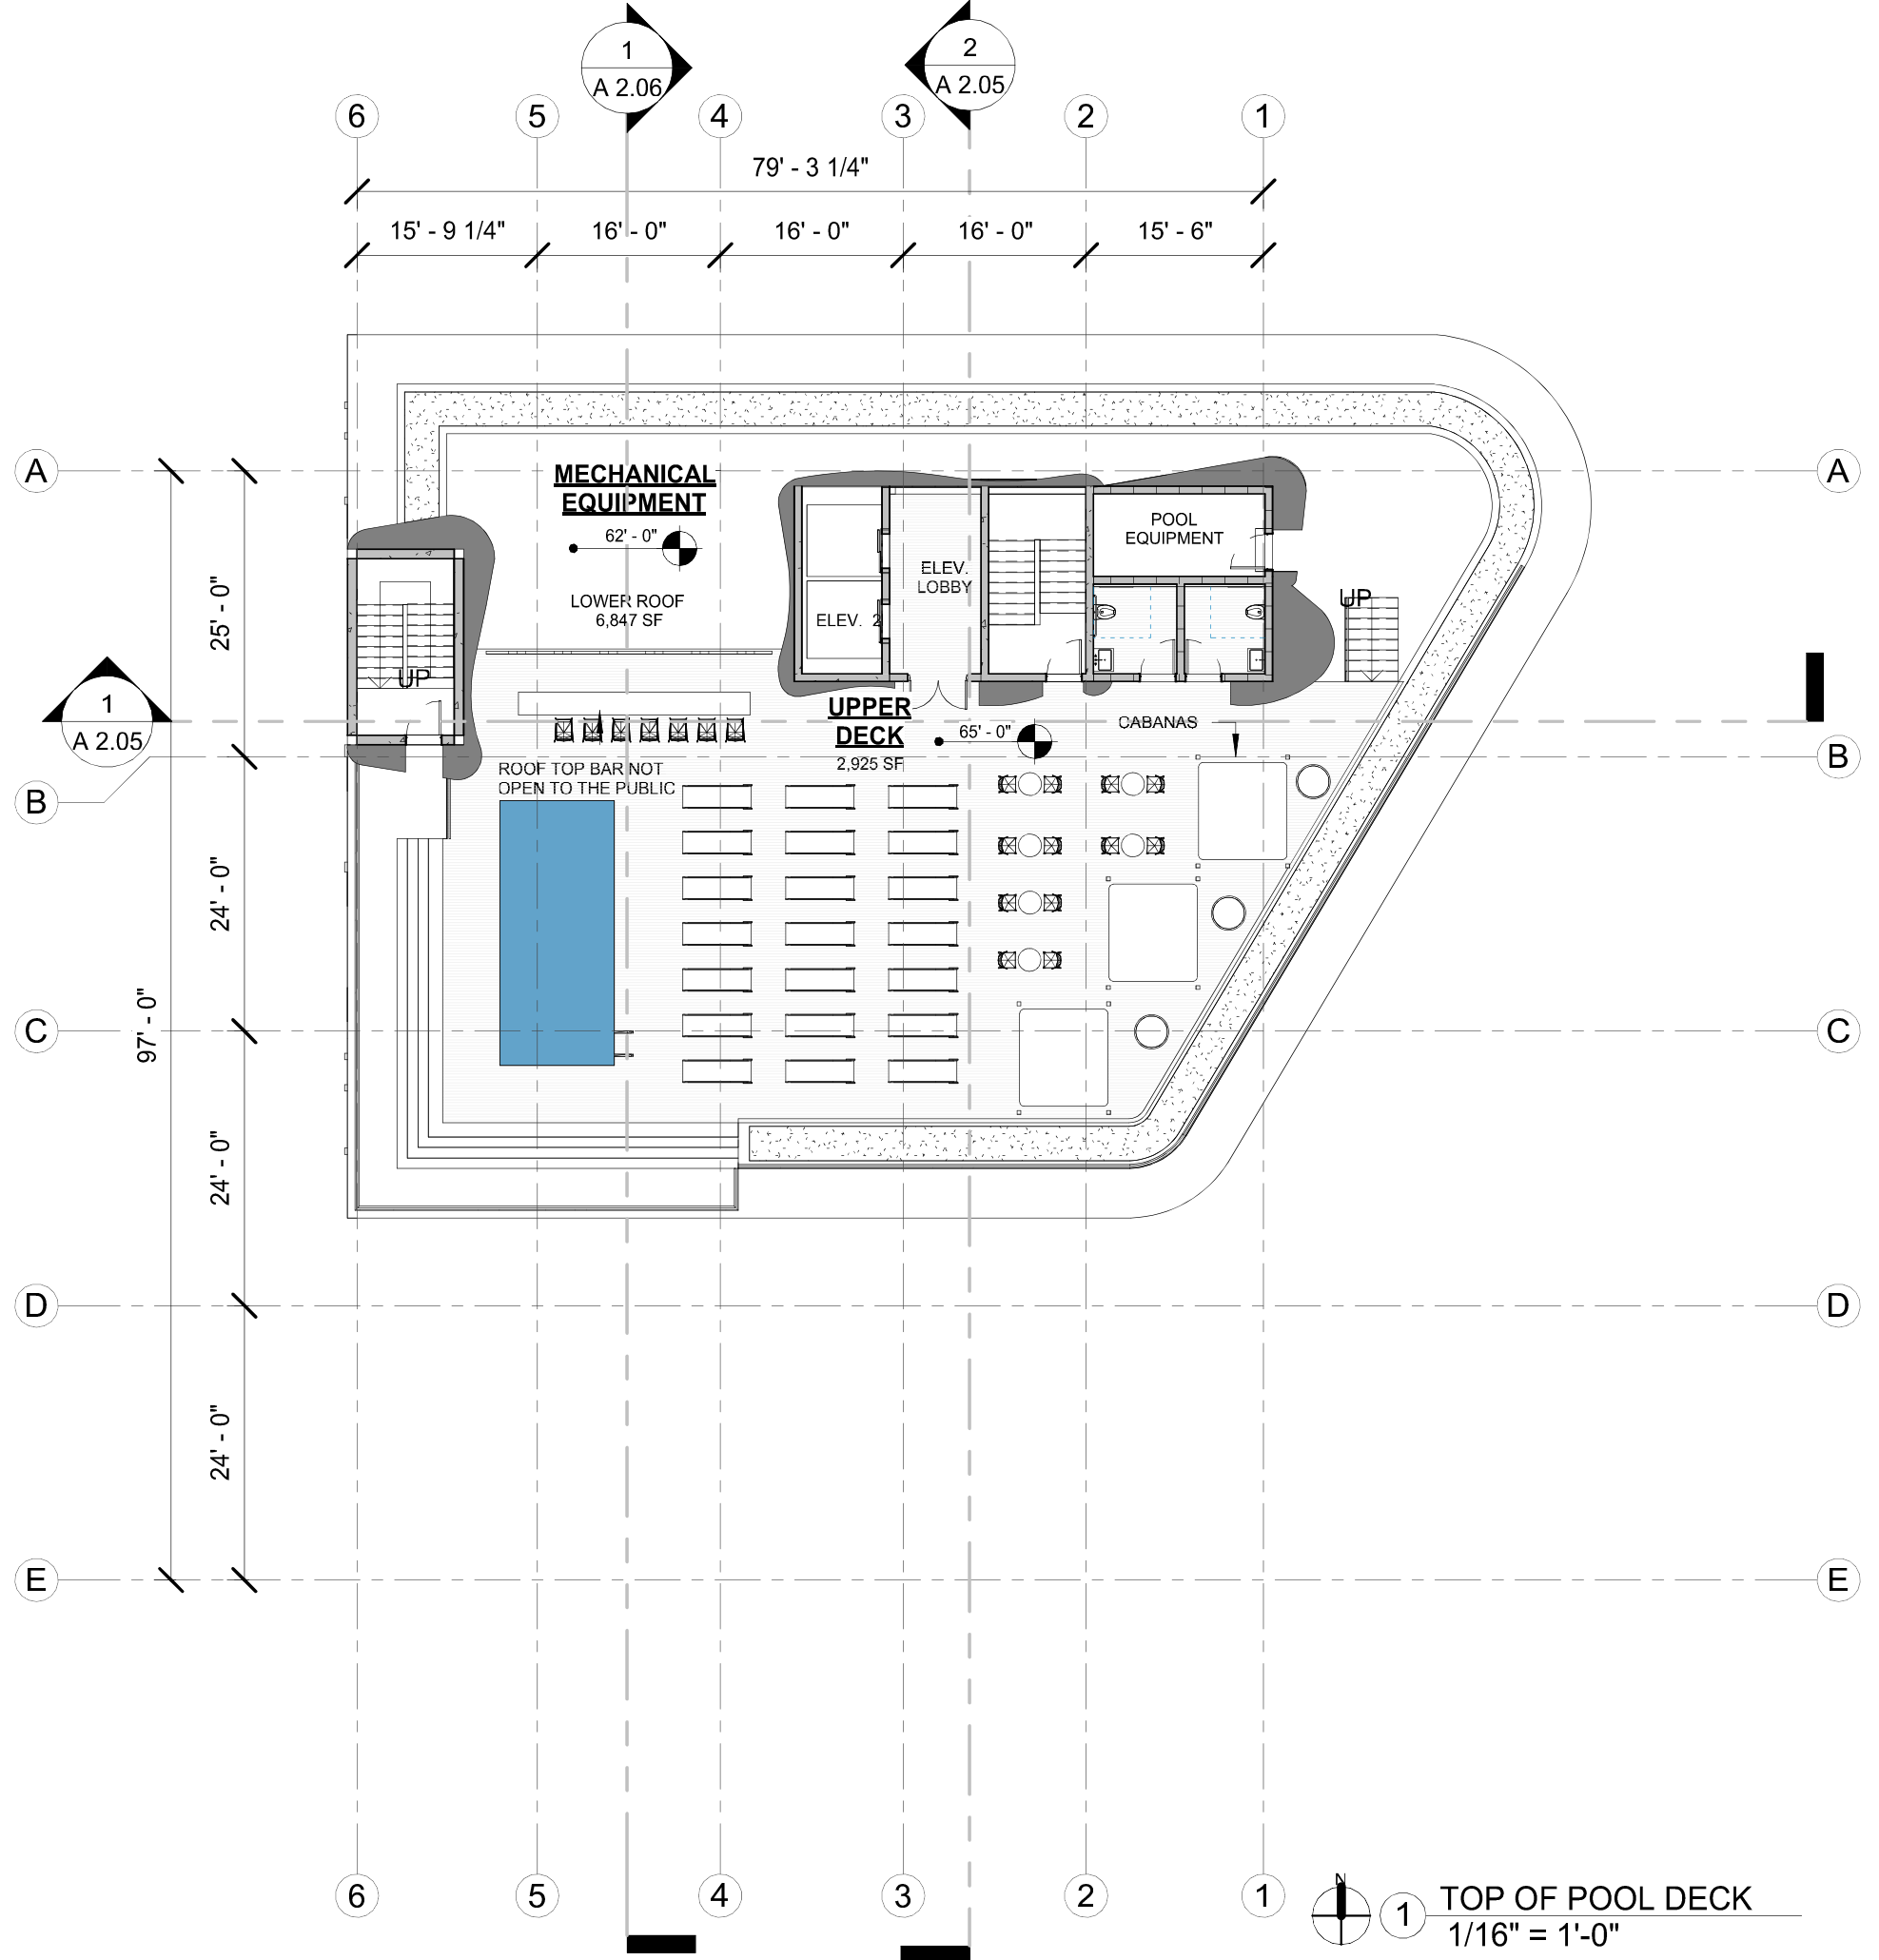 1
A 2.06
2
A 2.05
6
5
4
3
2
1
79' - 3 1/4"
15' - 9 1/4"
16' - 0"
16' - 0"
16' - 0"
15' - 6"
A
A
MECHANICAL
EQUIPMENT
62' - 0"
LOWER ROOF
6,847 SF
ELEV. 2
ELEV.
LOBBY
POOL
EQUIPMENT
UP
UP
25' - 0"
1
A 2.05
UPPER
DECK
2,925 SF
65' - 0"
CABANAS
B
B
ROOF TOP BAR NOT
OPEN TO THE PUBLIC
24' - 0"
97' - 0"
C
C
24' - 0"
D
D
24' - 0"
E
E
6
5
4
3
2
1
N
1
TOP OF POOL DECK
1/16" = 1'-0"